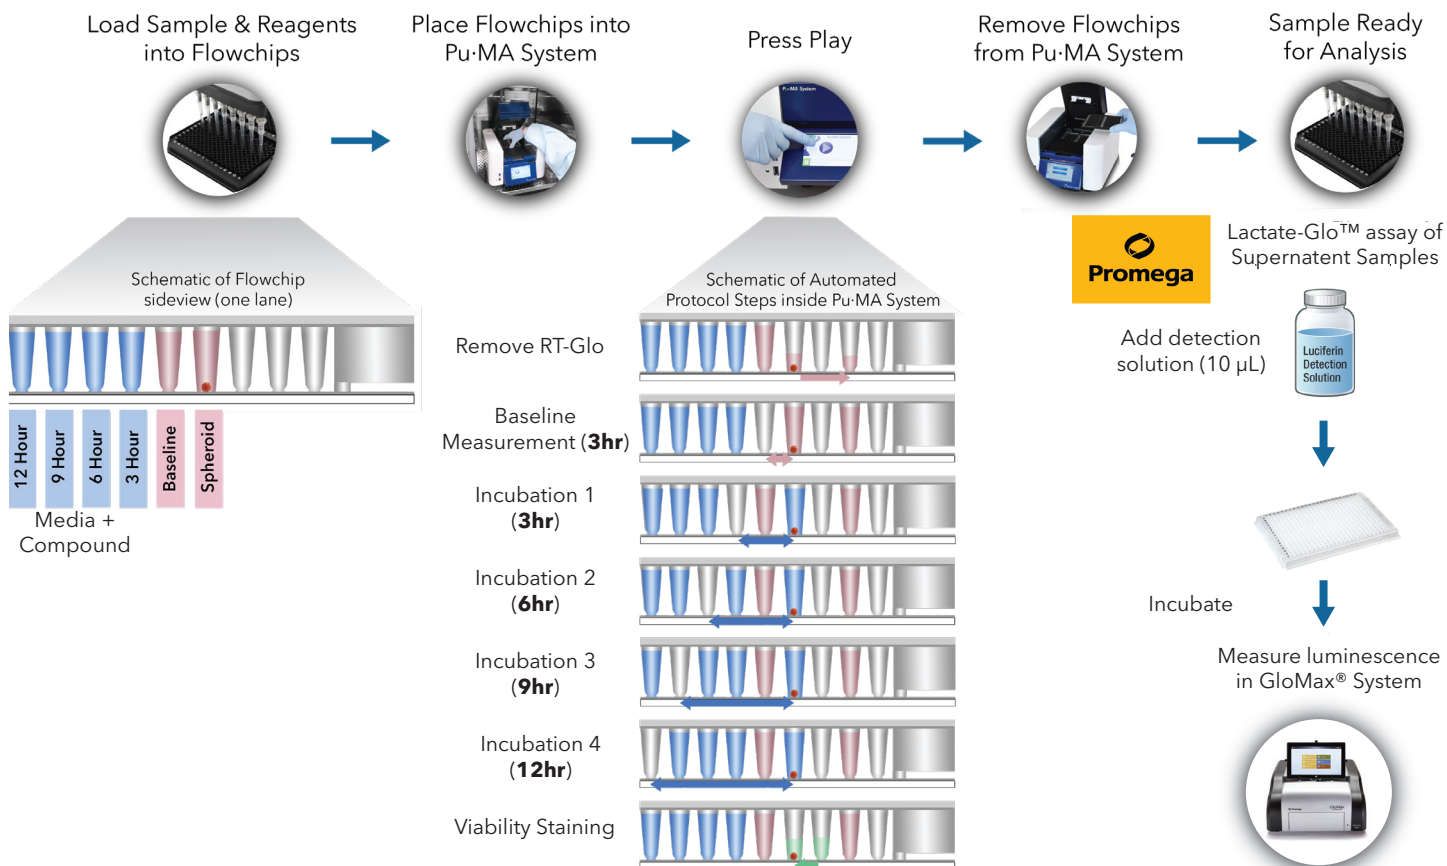 Load Sample & Reagents
into Flowchips
Place Flowchips into
Pu·MA System
Press Play
Remove Flowchips
from Pu·MA System
Sample Ready
for Analysis
Pu·MA System
Schematic of Flowchip
sideview (one lane)
12 Hour
9 Hour
6 Hour
3 Hour
Baseline
Spheroid
Media +
Compound
Schematic of Automated
Protocol Steps inside Pu·MA System
Remove RT-Glo
Baseline
Measurement (3hr)
Incubation 1
(3hr)
Incubation 2
(6hr)
Incubation 3
(9hr)
Incubation 4
(12hr)
Viability Staining
Promega
Lactate-Glo™ assay of
Supernatent Samples
Add detection
solution (10 µL)
Luciferin
Detection
Solution
Incubate
Measure luminescence
in GloMax® System